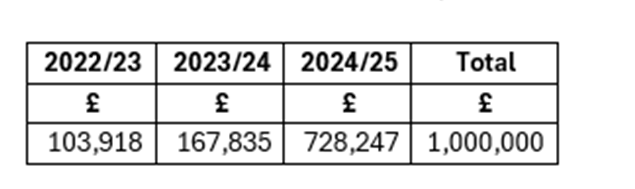 2022/23 2023/24 2024/25 Total
£ £ £ £
103,918 167,835 728,247 1,000,000